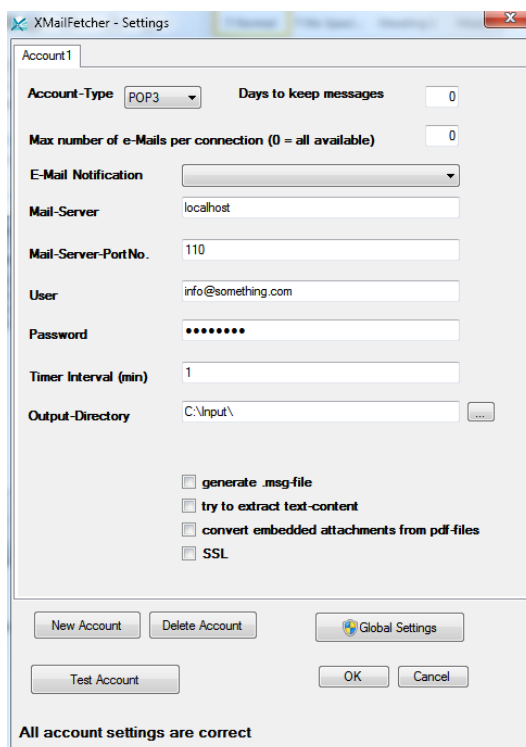 XMailFetcher - Settings
Account1
Account-Type POP3 Days to keep messages 0
Max number of e-Mails per connection (0 = all available) 0
E-Mail Notification
Mail-Server localhost
Mail-Server-PortNo. 110
User info@something.com
Password ••••••••
Timer Interval (min) 1
Output-Directory C:\Input\ ...
generate .msg-file
try to extract text-content
convert embedded attachments from pdf-files
SSL
New Account Delete Account Global Settings
Test Account OK Cancel
All account settings are correct